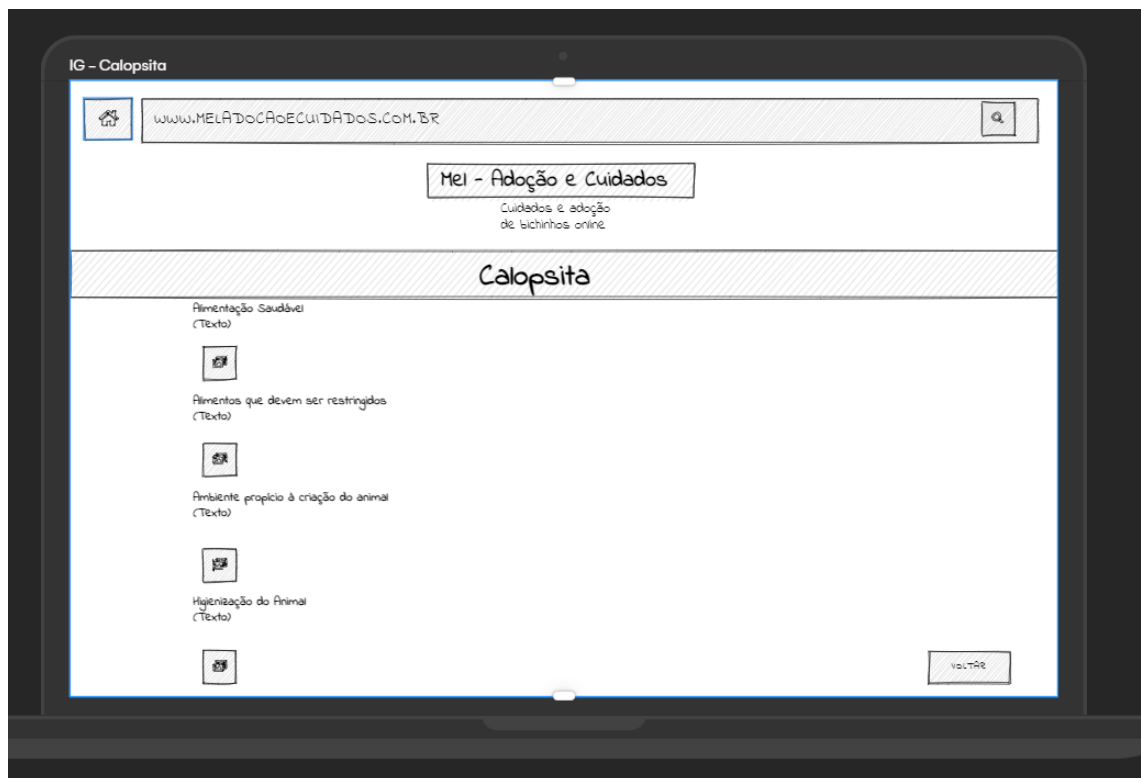 IG – Calopsita
WWW.MELADOCAOECUIDADOS.COM.BR
Mel - Adoção e Cuidados
Cuidados e adoção
de bichinhos online
Calopsita
Alimentação Saudável
(Texto)
Alimentos que devem ser restringidos
(Texto)
Ambiente propício à criação do animal
(Texto)
Higienização do Animal
(Texto)
VOLTAR